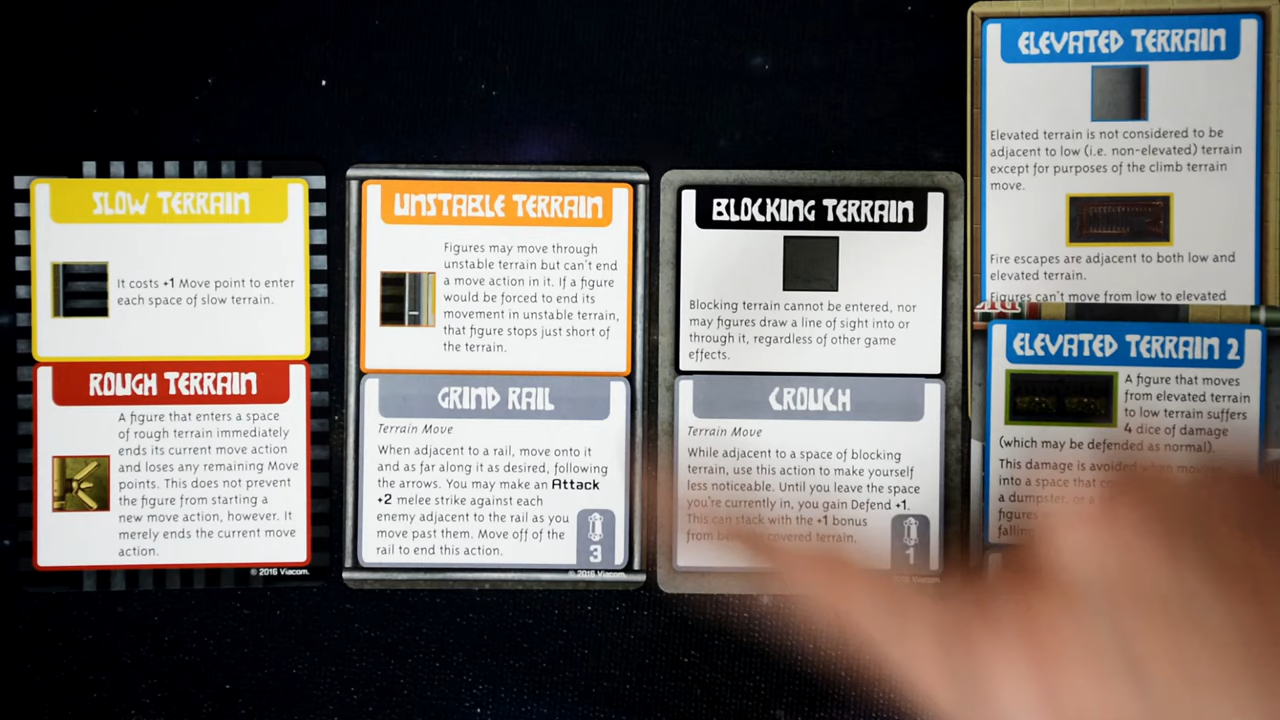 SLOW TERRAIN
It costs +1 Move point to enter
each space of slow terrain.
ROUGH TERRAIN
A figure that enters a space
of rough terrain immediately
ends its current move action
and loses any remaining Move
points. This does not prevent
the figure from starting a
new move action, however. It
merely ends the current move
action.
© 2016 Viacom.
UNSTABLE TERRAIN
Figures may move through
unstable terrain but can't end
a move action in it. If a figure
would be forced to end its
movement in unstable terrain,
that figure stops just short of
the terrain.
GRIND RAIL
Terrain Move
When adjacent to a rail, move onto it
and as far along it as desired, following
the arrows. You may make an Attack
+2 melee strike against each
enemy adjacent to the rail as you
move past them. Move off of the
rail to end this action.
3
© 2016 Viacom.
BLOCKING TERRAIN
Blocking terrain cannot be entered, nor
may figures draw a line of sight into or
through it, regardless of other game
effects.
CROUCH
Terrain Move
While adjacent to a space of blocking
terrain, use this action to make yourself
less noticeable. Until you leave the space
you're currently in, you gain Defend +1.
This can stack with the +1 bonus
from covered terrain.
1
ELEVATED TERRAIN
Elevated terrain is not considered to be
adjacent to low (i.e. non-elevated) terrain
except for purposes of the climb terrain
move.
Fire escapes are adjacent to both low and
elevated terrain.
Figures can't move from low to elevated
ELEVATED TERRAIN 2
A figure that moves
from elevated terrain
to low terrain suffers
4 dice of damage
(which may be defended as normal).
This damage is avoided when
into a space that
a dumpster, or a
figures